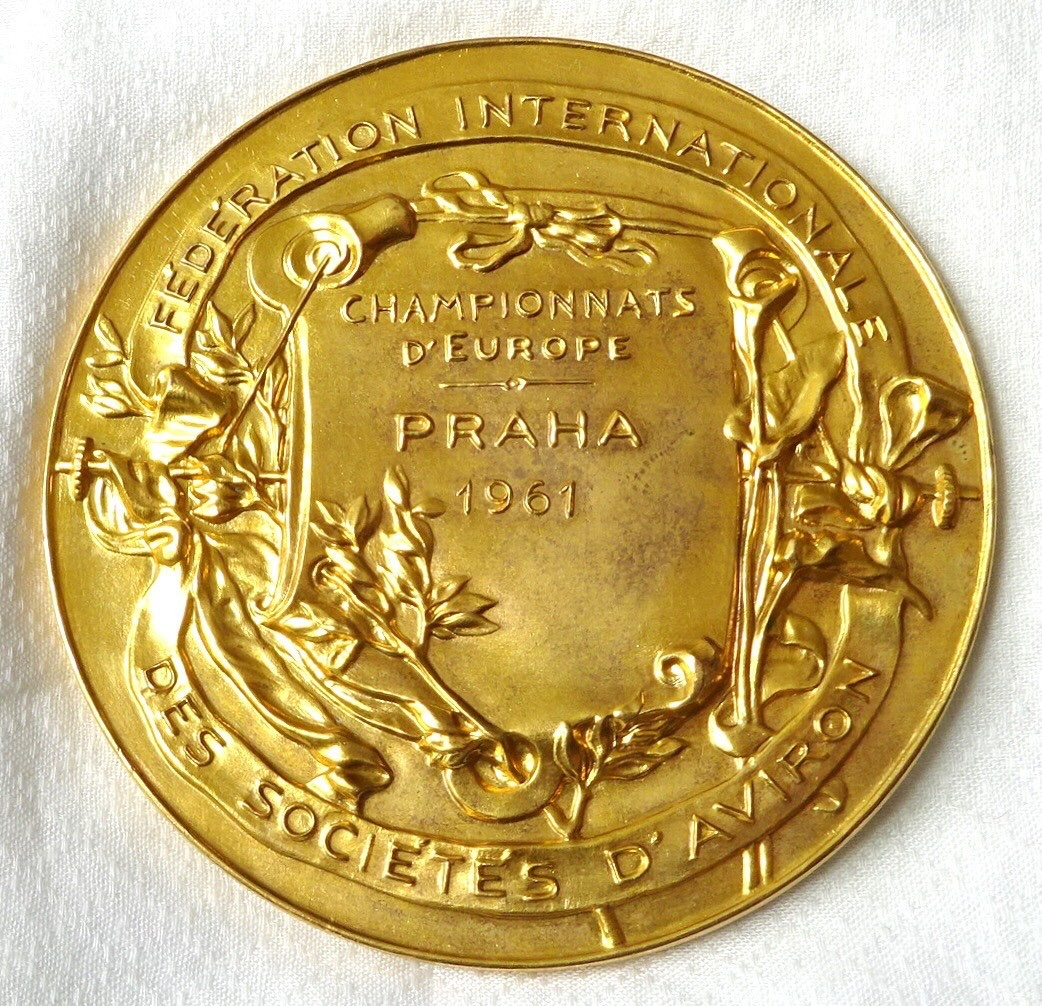 FÉDÉRATION INTERNATIONALE
CHAMPIONNATS
D'EUROPE
PRAHA
1961
DES SOCIÉTÉS D'AVIRON